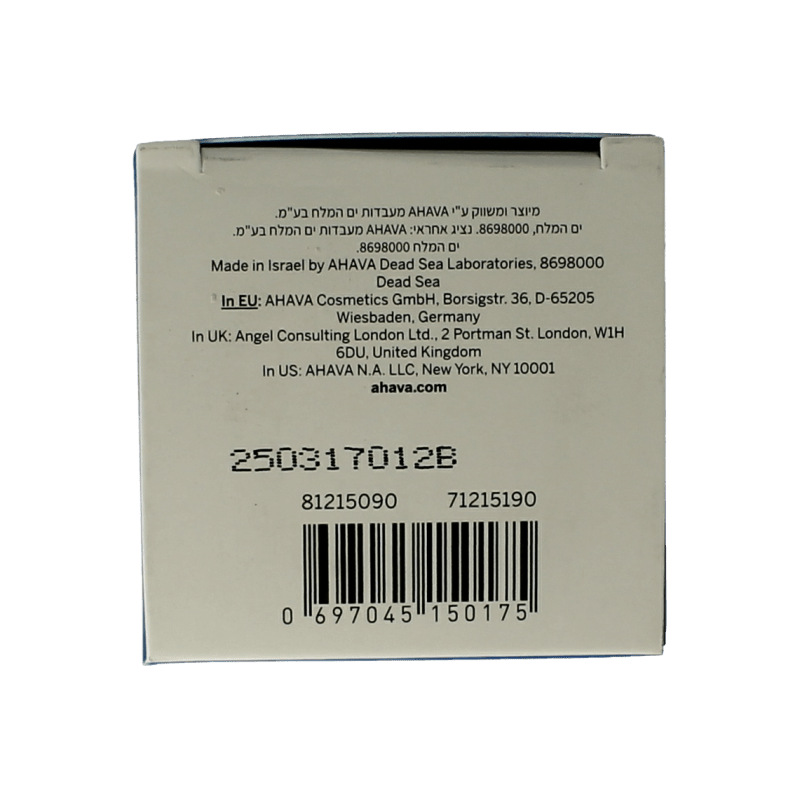 מיוצר ומשווק ע"י AHAVA מעבדות ים המלח בע"מ.
ים המלח, 8698000. נציג אחראי: AHAVA מעבדות ים המלח בע"מ.
ים המלח 8698000.
Made in Israel by AHAVA Dead Sea Laboratories, 8698000
Dead Sea
In EU: AHAVA Cosmetics GmbH, Borsigstr. 36, D-65205
Wiesbaden, Germany
In UK: Angel Consulting London Ltd., 2 Portman St. London, W1H
6DU, United Kingdom
In US: AHAVA N.A. LLC, New York, NY 10001
ahava.com
250317012B
81215090 71215190
0 697045 150175